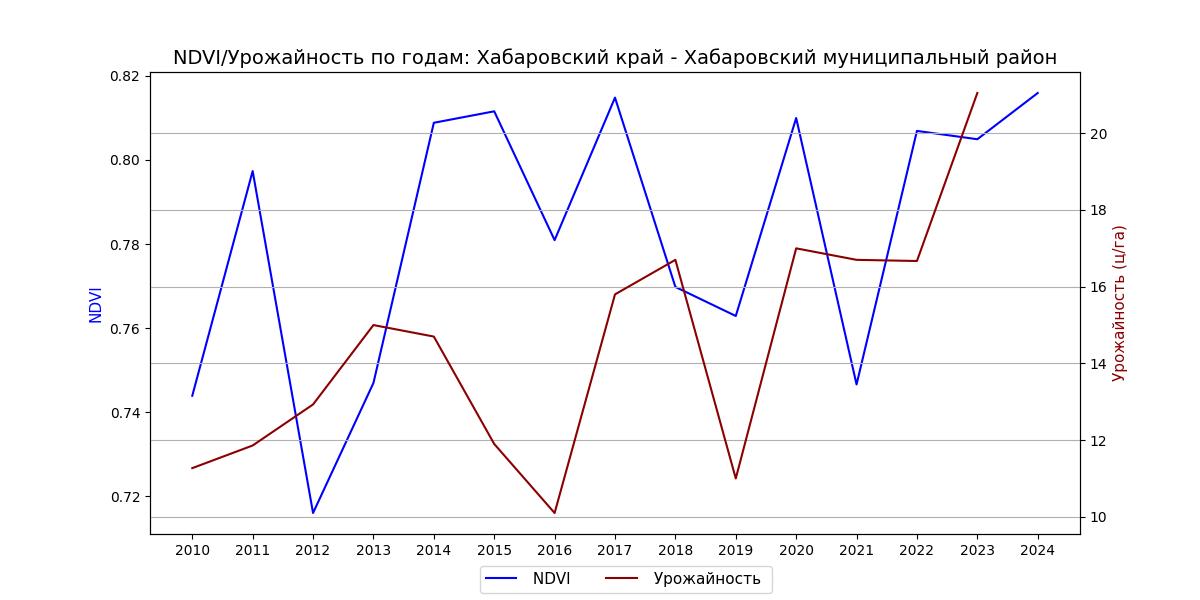 NDVI/Урожайность по годам: Хабаровский край - Хабаровский муниципальный район
0.82
0.80
0.78
0.76
0.74
0.72
NDVI
20
18
16
14
12
10
Урожайность (ц/га)
2010 2011 2012 2013 2014 2015 2016 2017 2018 2019 2020 2021 2022 2023 2024
NDVI Урожайность